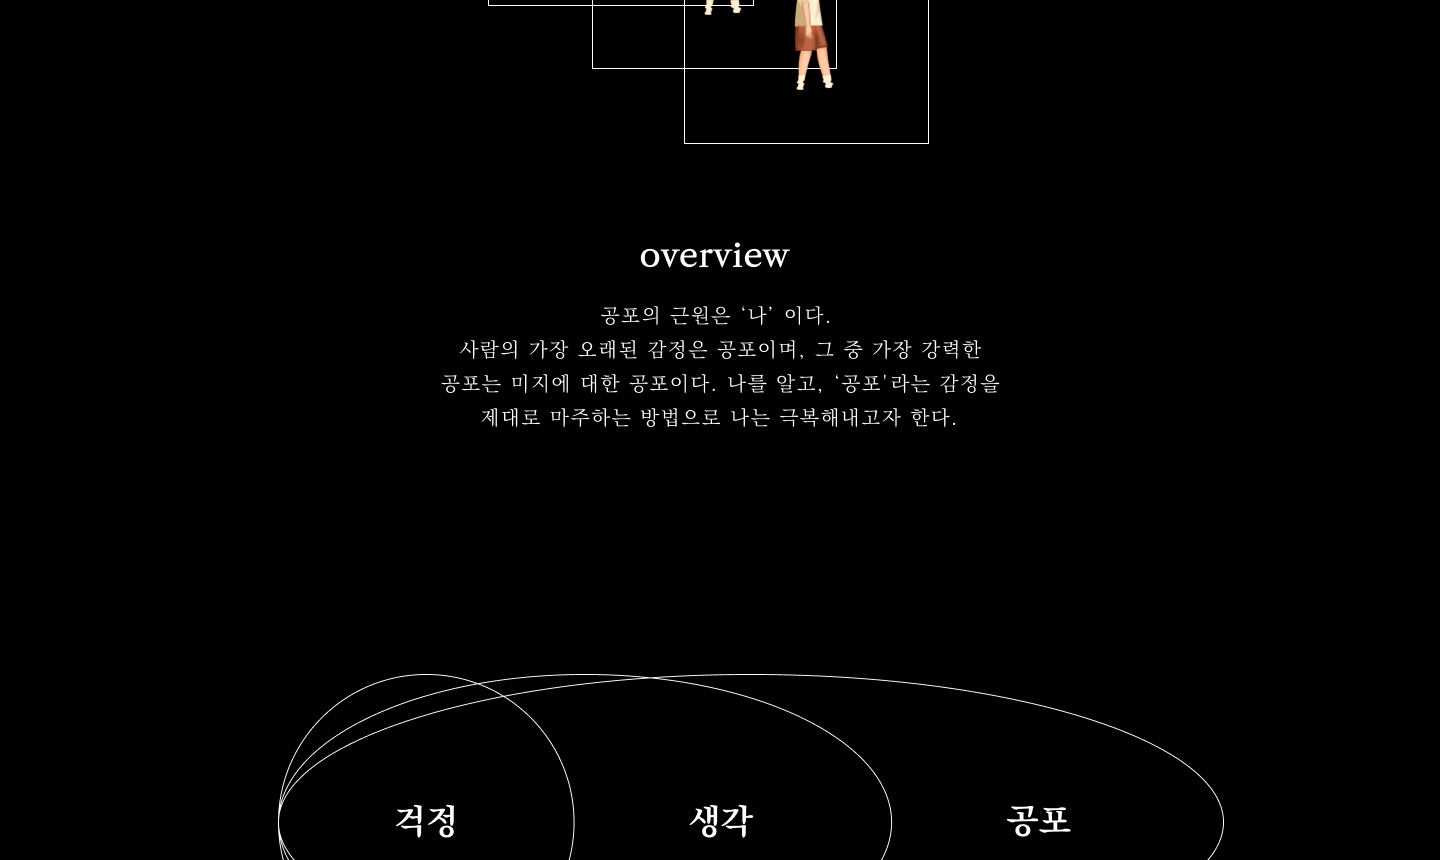 overview
공포의 근원은 ‘나’ 이다.
사람의 가장 오래된 감정은 공포이며, 그 중 가장 강력한
공포는 미지에 대한 공포이다. 나를 알고, ‘공포'라는 감정을
제대로 마주하는 방법으로 나는 극복해내고자 한다.
걱정 생각 공포